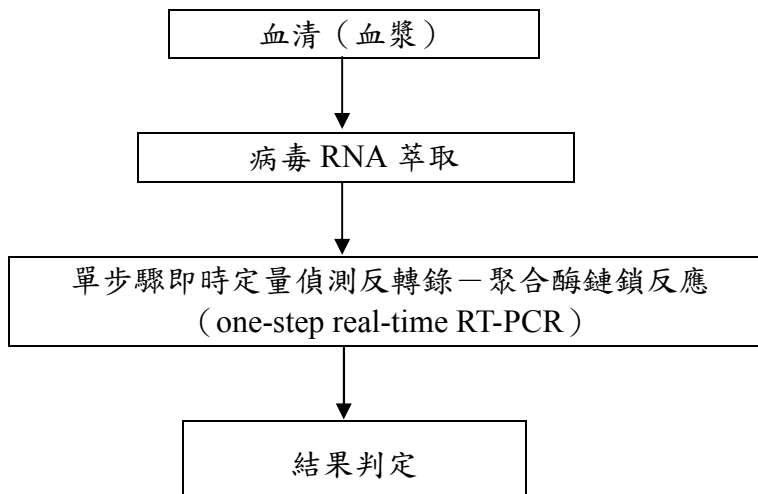 血清（血漿）
病毒 RNA 萃取
單步驟即時定量偵測反轉錄－聚合酶鏈鎖反應
（one-step real-time RT-PCR）
結果判定